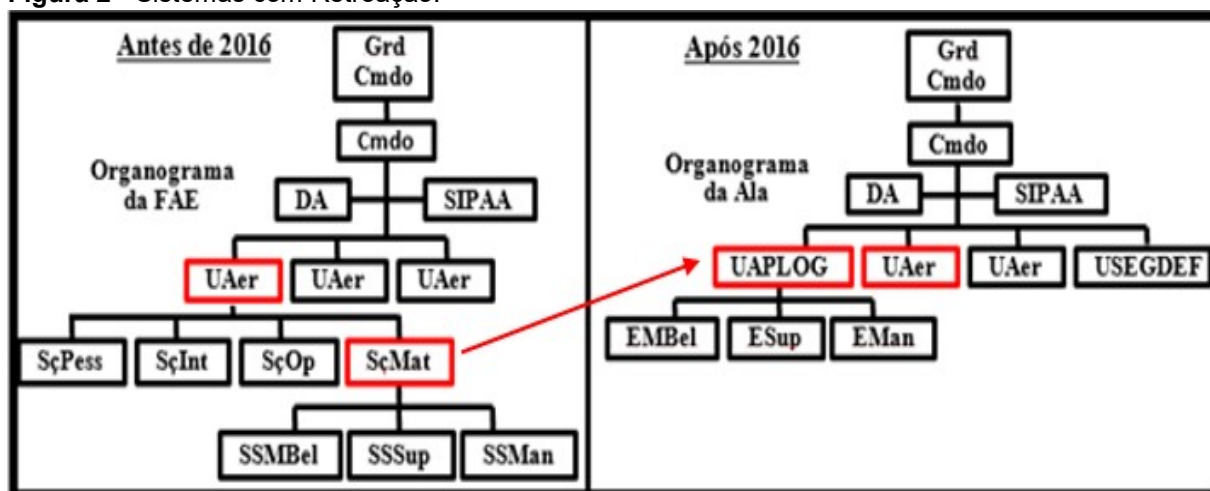 Figura 2 - Sistemas com Retroação.
Antes de 2016
Grd
Cmdo
Cmdo
Organograma
da FAE
DA
SIPAA
UAer
UAer
UAer
SçPess
SçInt
SçOp
SçMat
SSMBel
SSSup
SSMan
Após 2016
Grd
Cmdo
Cmdo
Organograma
da Ala
DA
SIPAA
UAPLOG
UAer
UAer
USEGDEF
EMBel
ESup
EMan